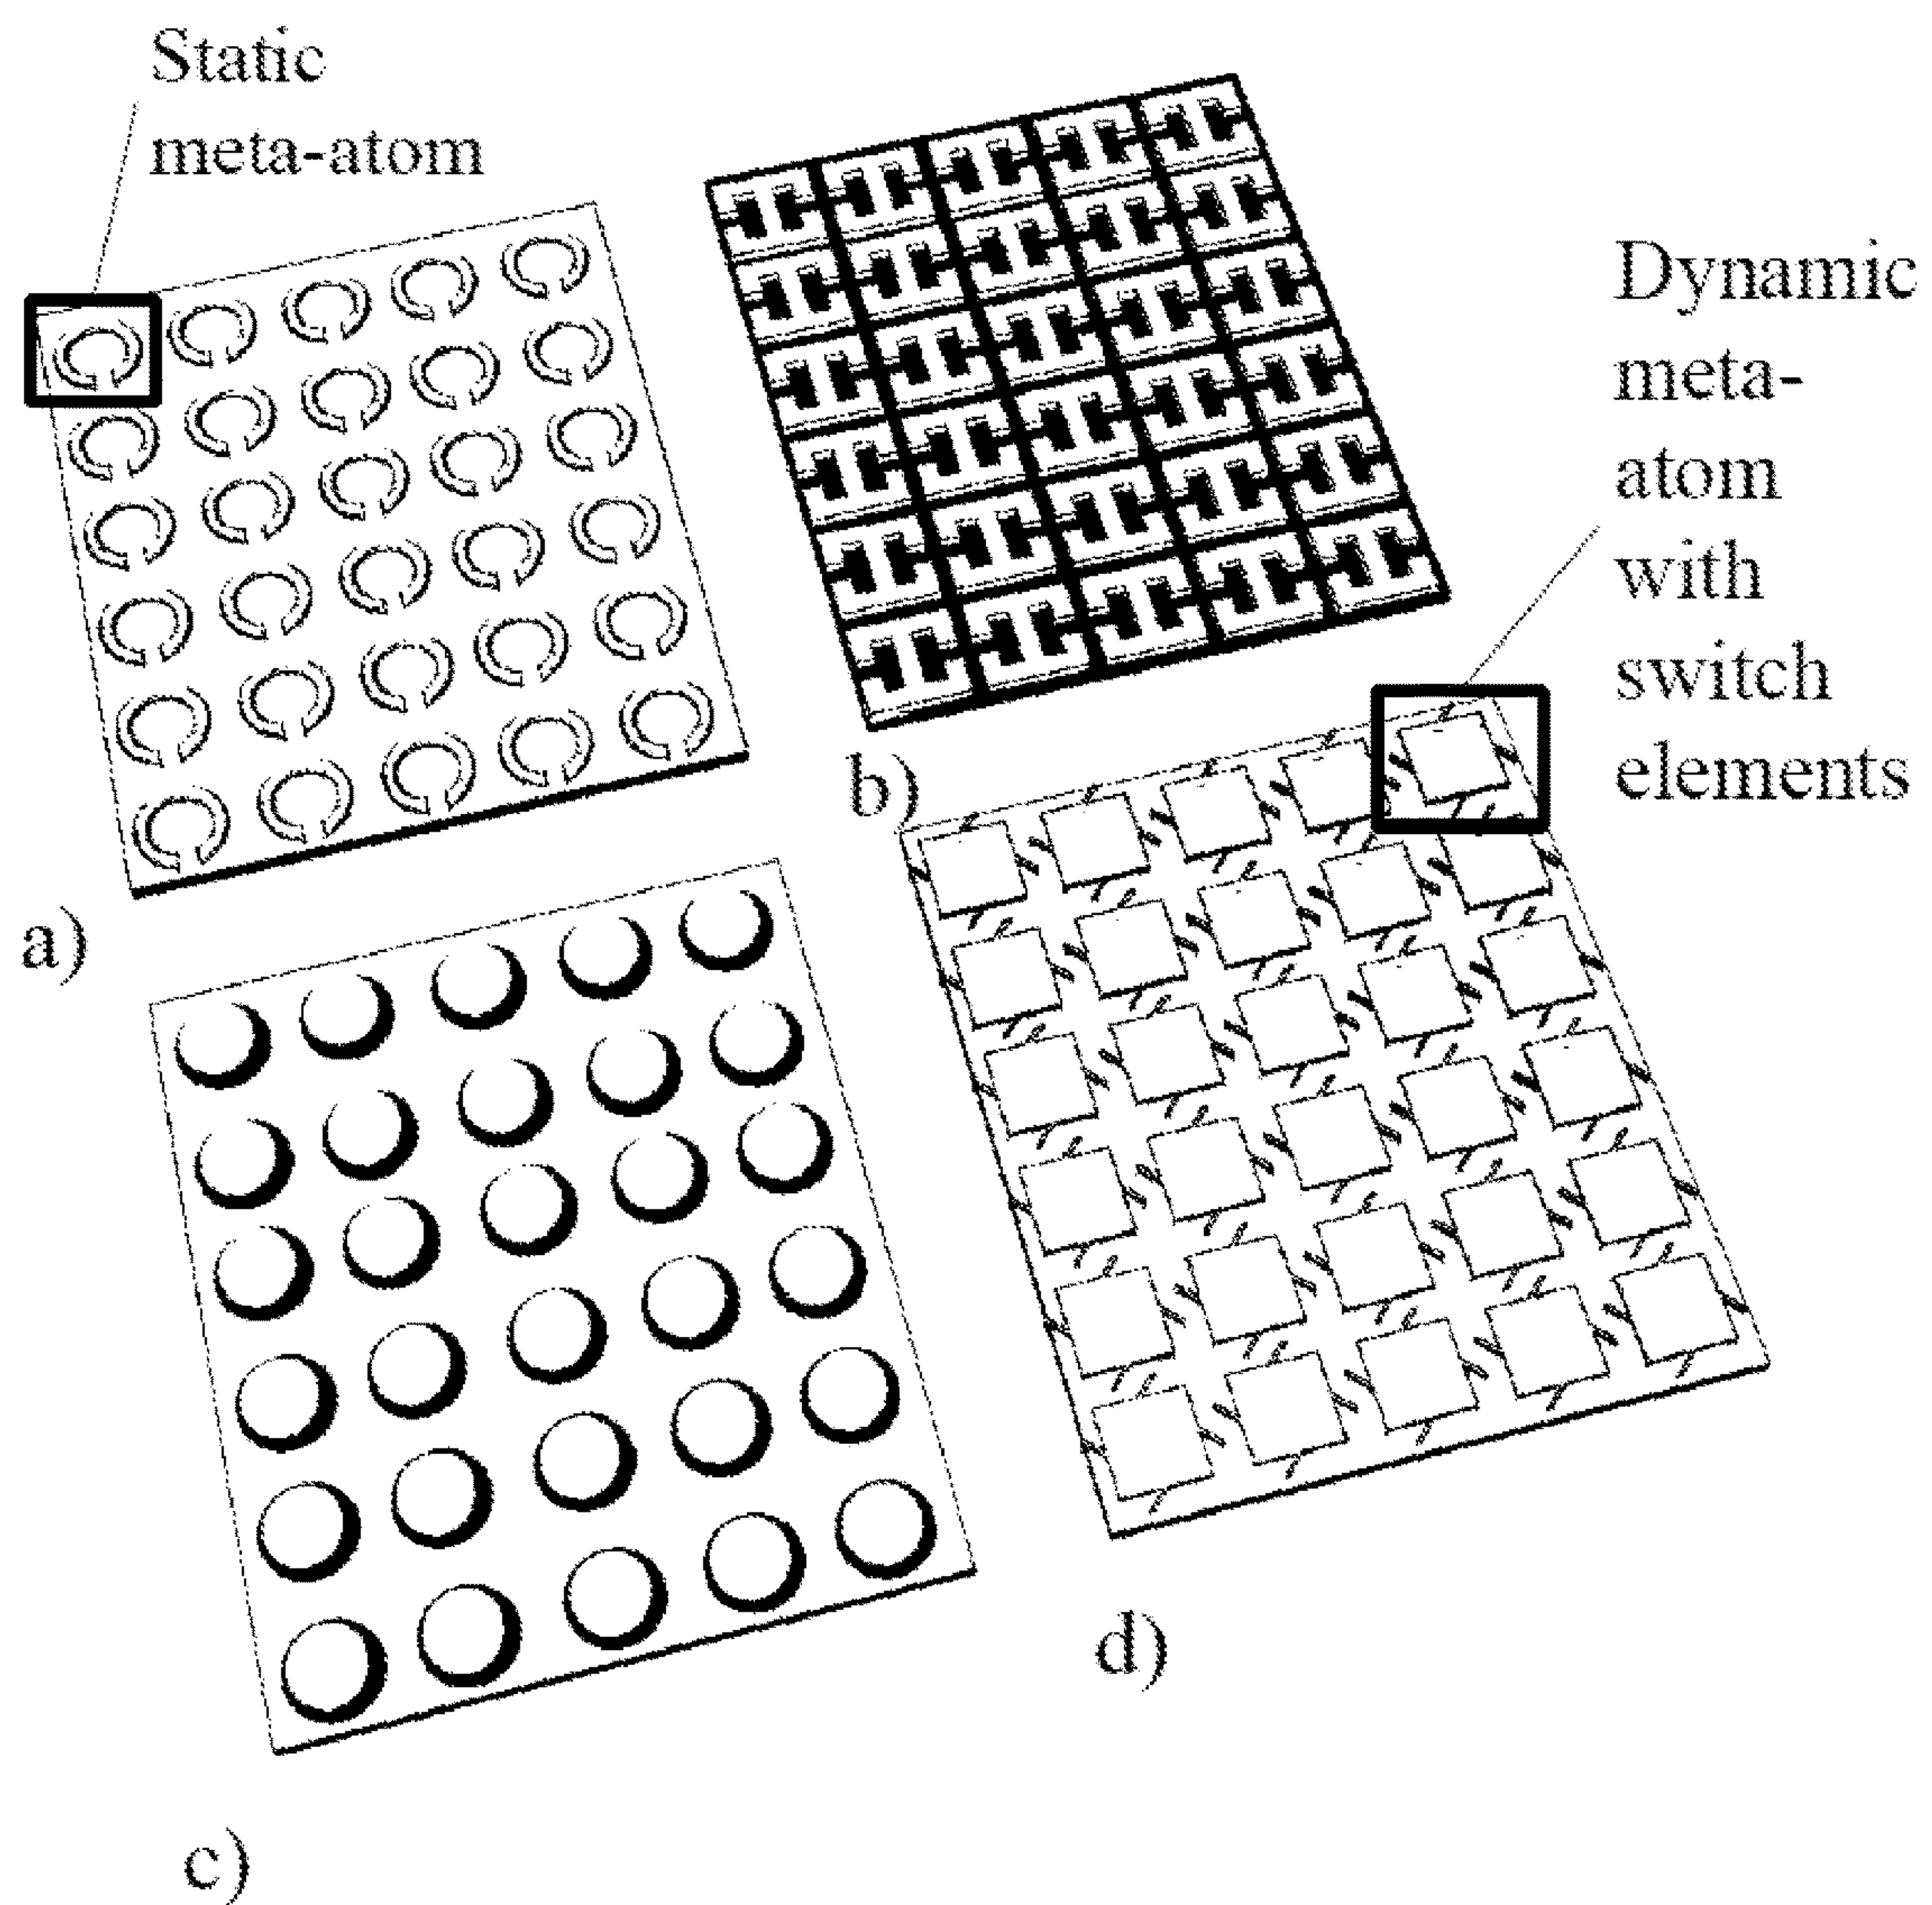 Static
meta-atom
Dynamic
meta-
atom
with
switch
elements
a)
b)
c)
d)